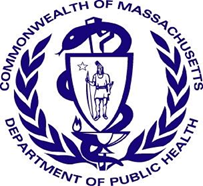 COMMONWEALTH OF MASSACHUSETTS
DEPARTMENT OF PUBLIC HEALTH